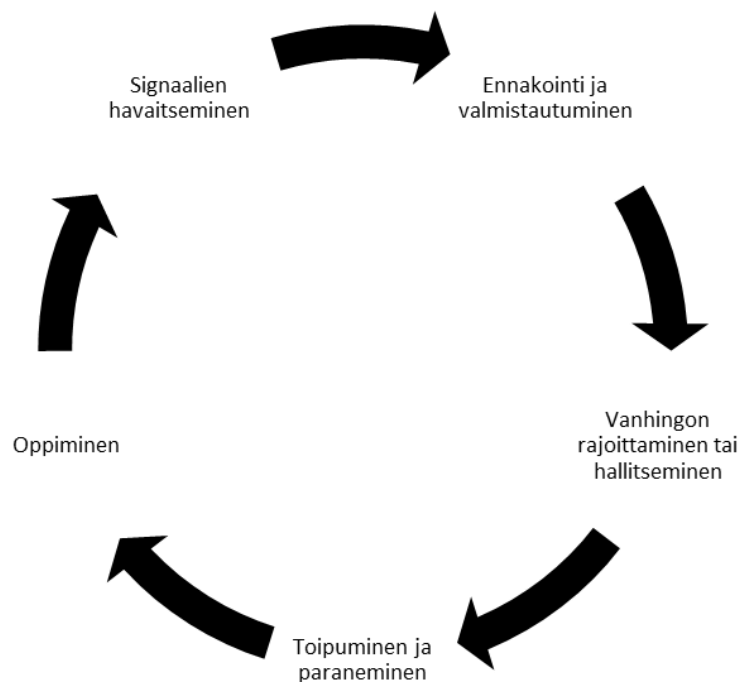 Signaalien
havaitseminen
Ennakointi ja
valmistautuminen
Vanhingon
rajoittaminen tai
hallitseminen
Toipuminen ja
paraneminen
Oppiminen